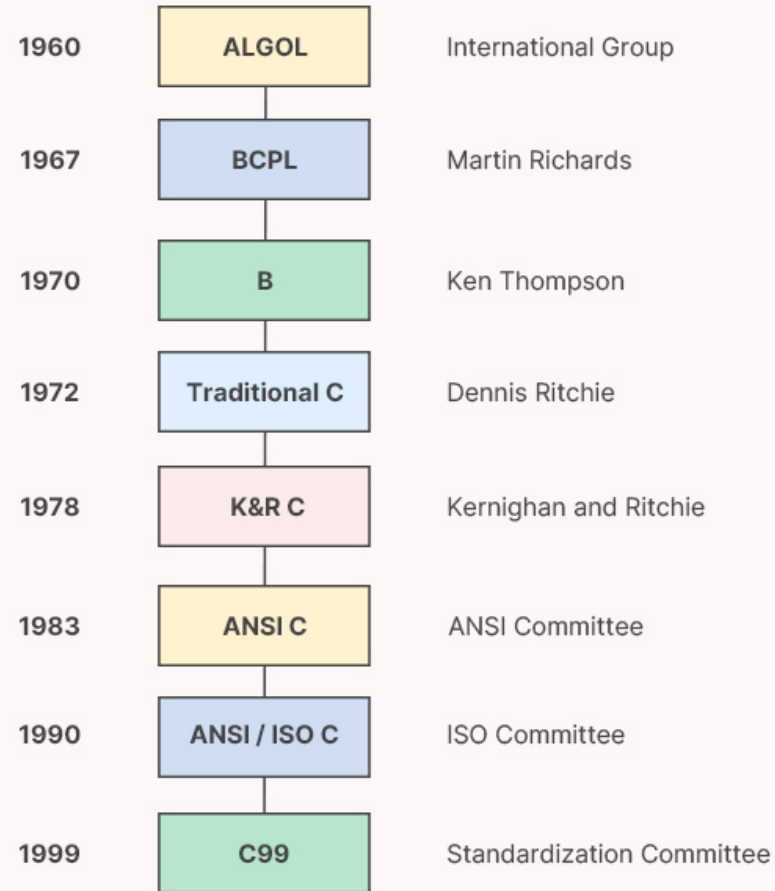 1960 ALGOL International Group
1967 BCPL Martin Richards
1970 B Ken Thompson
1972 Traditional C Dennis Ritchie
1978 K&R C Kernighan and Ritchie
1983 ANSI C ANSI Committee
1990 ANSI / ISO C ISO Committee
1999 C99 Standardization Committee